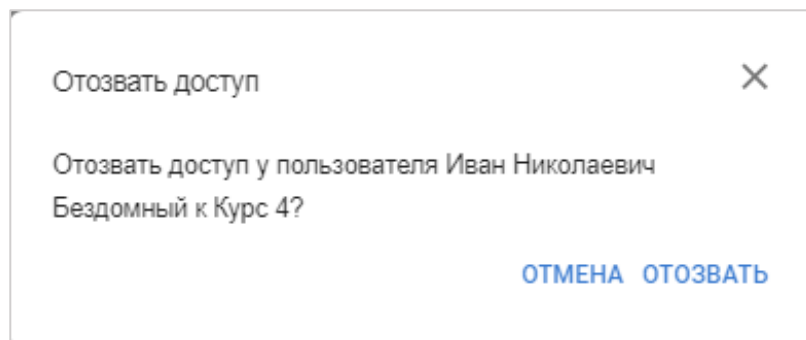 Отозвать доступ
Отозвать доступ у пользователя Иван Николаевич
Бездомный к Курс 4?
ОТМЕНА ОТОЗВАТЬ